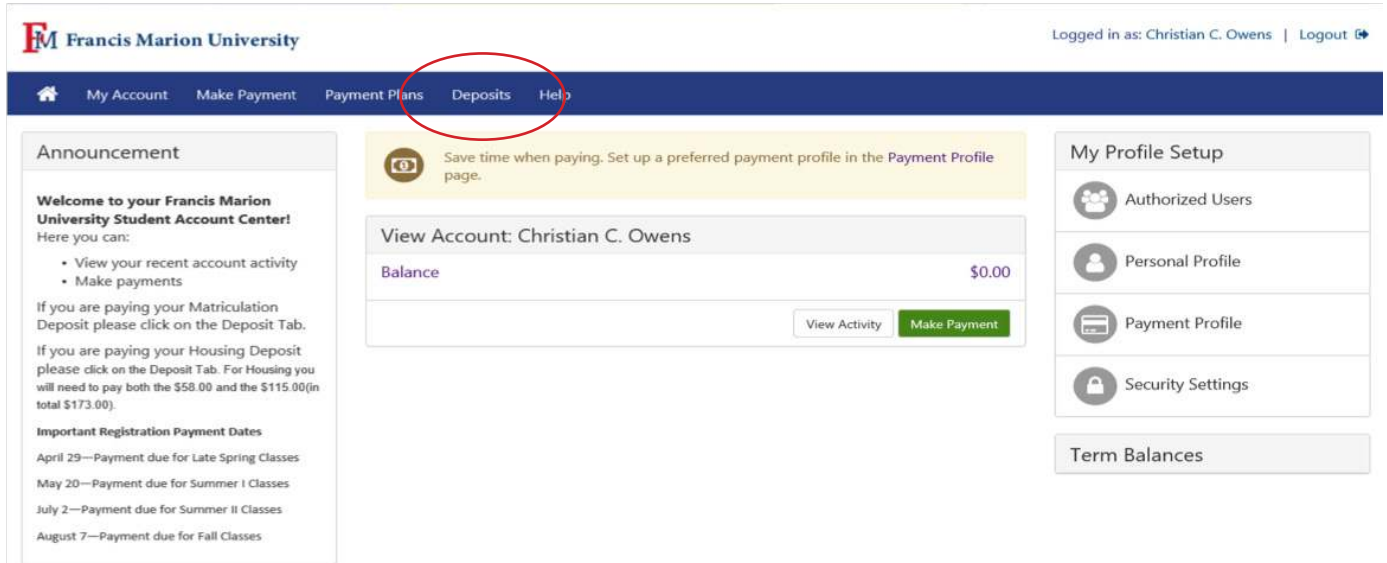 FM Francis Marion University
Logged in as: Christian C. Owens | Logout
My Account Make Payment Payment Plans Deposits Help
Announcement
Welcome to your Francis Marion
University Student Account Center!
Here you can:
• View your recent account activity
• Make payments
If you are paying your Matriculation
Deposit please click on the Deposit Tab.
If you are paying your Housing Deposit
please click on the Deposit Tab. For Housing you
will need to pay both the $58.00 and the $115.00(in
total $173.00).
Important Registration Payment Dates
April 29—Payment due for Late Spring Classes
May 20—Payment due for Summer I Classes
July 2—Payment due for Summer II Classes
August 7—Payment due for Fall Classes
Save time when paying. Set up a preferred payment profile in the Payment Profile
page.
View Account: Christian C. Owens
Balance $0.00
View Activity Make Payment
My Profile Setup
Authorized Users
Personal Profile
Payment Profile
Security Settings
Term Balances